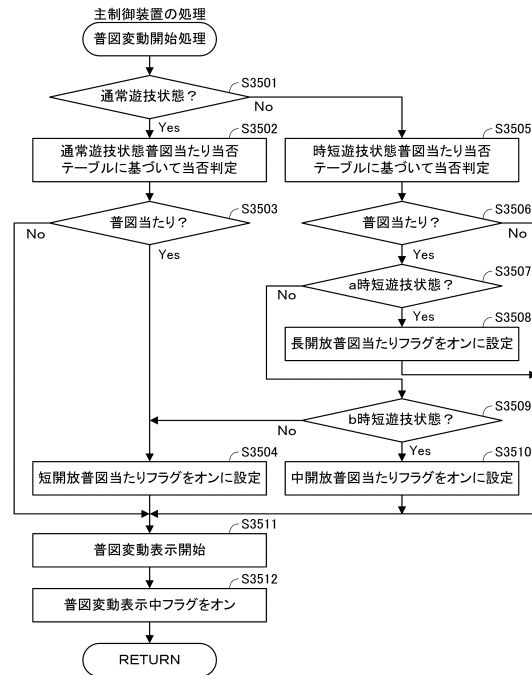 主制御装置の処理
普図変動開始処理
S3501
通常遊技状態？
No
Yes
S3502
通常遊技状態普図当たり当否
テーブルに基づいて当否判定
S3505
時短遊技状態普図当たり当否
テーブルに基づいて当否判定
S3503
普図当たり？
No
Yes
S3506
普図当たり？
No
Yes
S3507
a時短遊技状態？
No
Yes
S3508
長開放普図当たりフラグをオンに設定
S3509
b時短遊技状態？
No
Yes
S3504
短開放普図当たりフラグをオンに設定
S3510
中開放普図当たりフラグをオンに設定
S3511
普図変動表示開始
S3512
普図変動表示中フラグをオン
RETURN